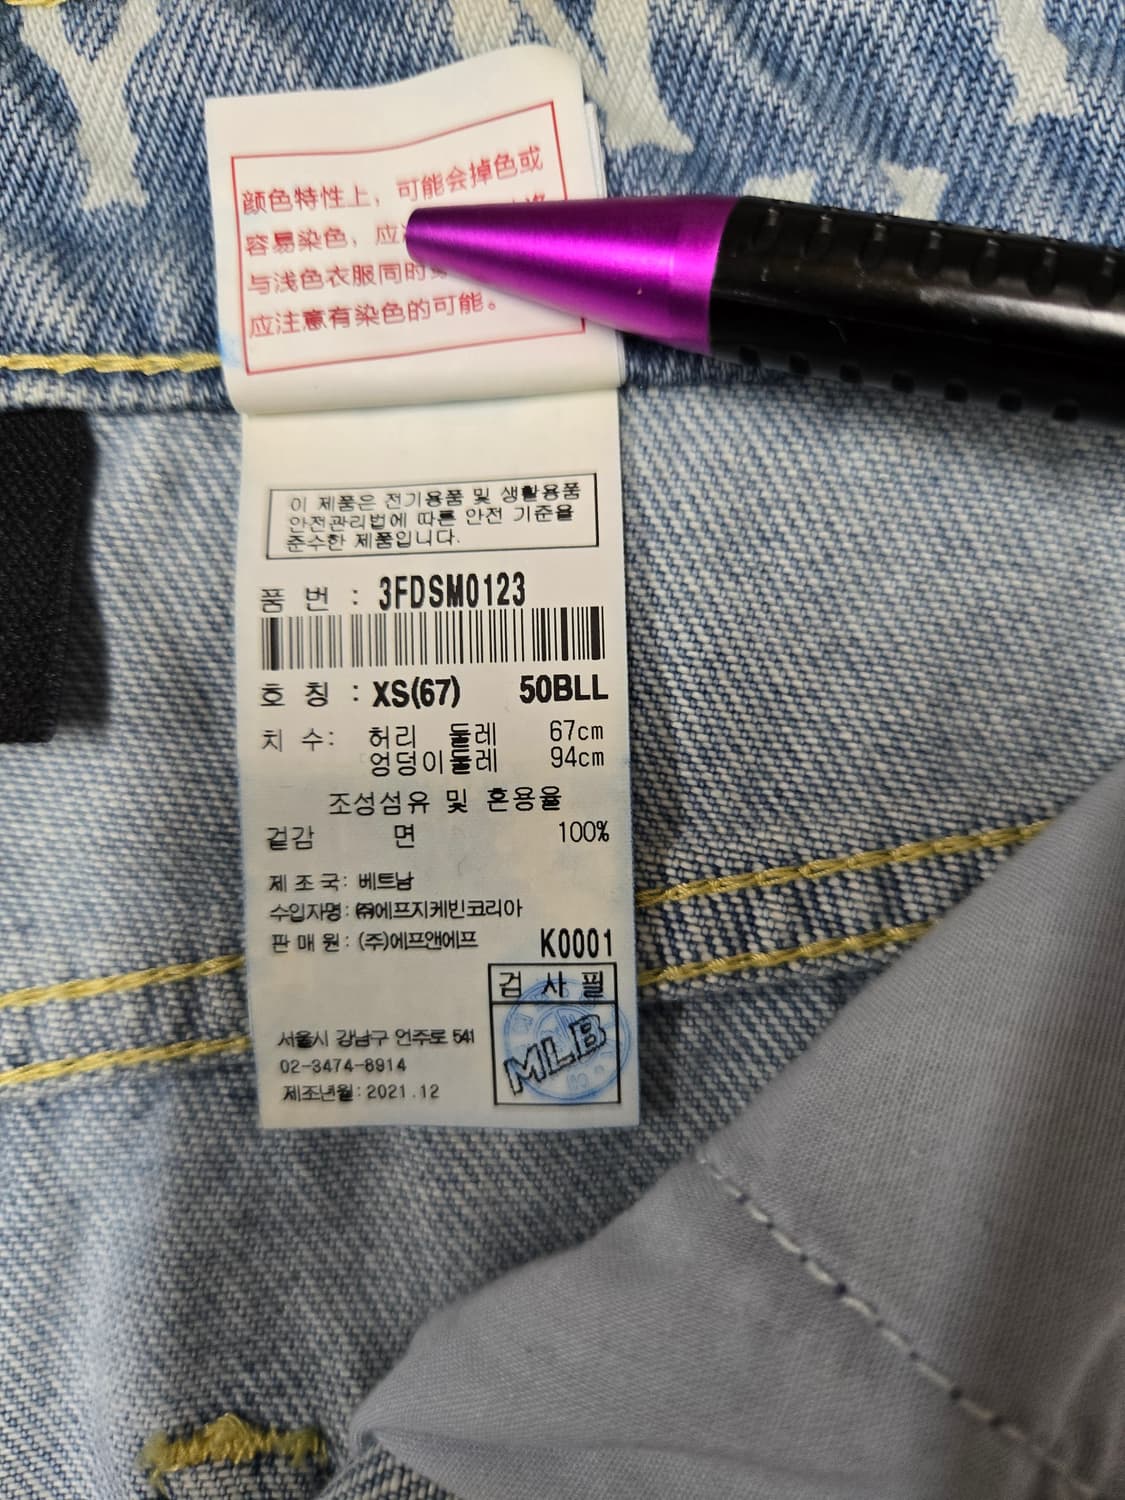 颜色特性上，可能会掉色或
容易染色，应
与浅色衣服同时
应注意有染色的可能。
이 제품은 전기용품 및 생활용품
안전관리법에 따른 안전 기준을
준수한 제품입니다.
품 번 : 3FDSM0123
호 칭 : XS(67) 50BLL
치 수: 허리 둘레 67cm
엉덩이둘레 94cm
조성섬유 및 혼용율
겉감 면 100%
제 조 국: 베트남
수입자명: ㈜에프지케빈코리아
판 매 원: (주)에프앤에프 K0001
검 사 필
MLB
서울시 강남구 언주로 541
02-3474-8914
제조년월: 2021.12